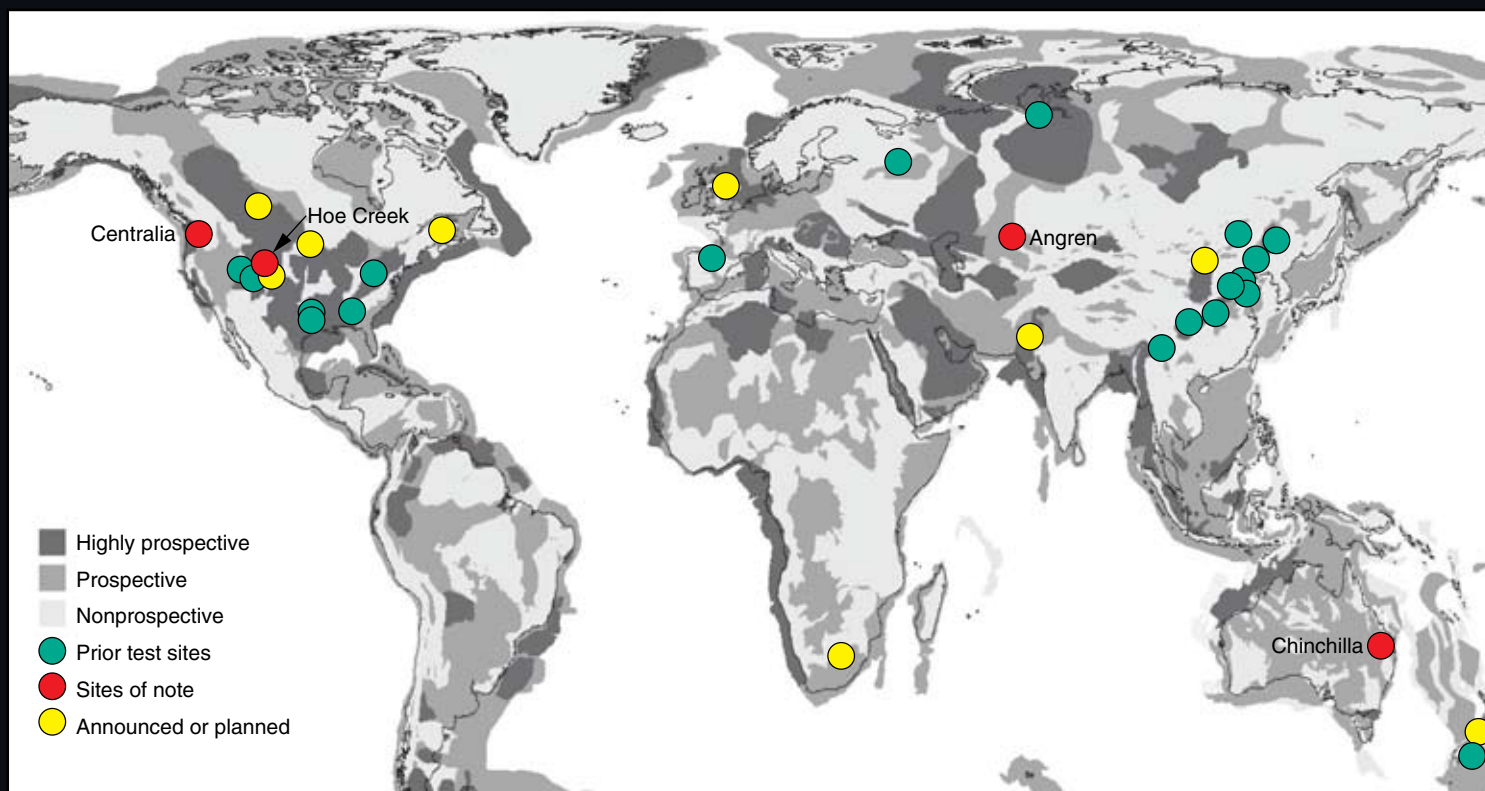 Centralia
Hoe Creek
Angren
Chinchilla
Highly prospective
Prospective
Nonprospective
Prior test sites
Sites of note
Announced or planned